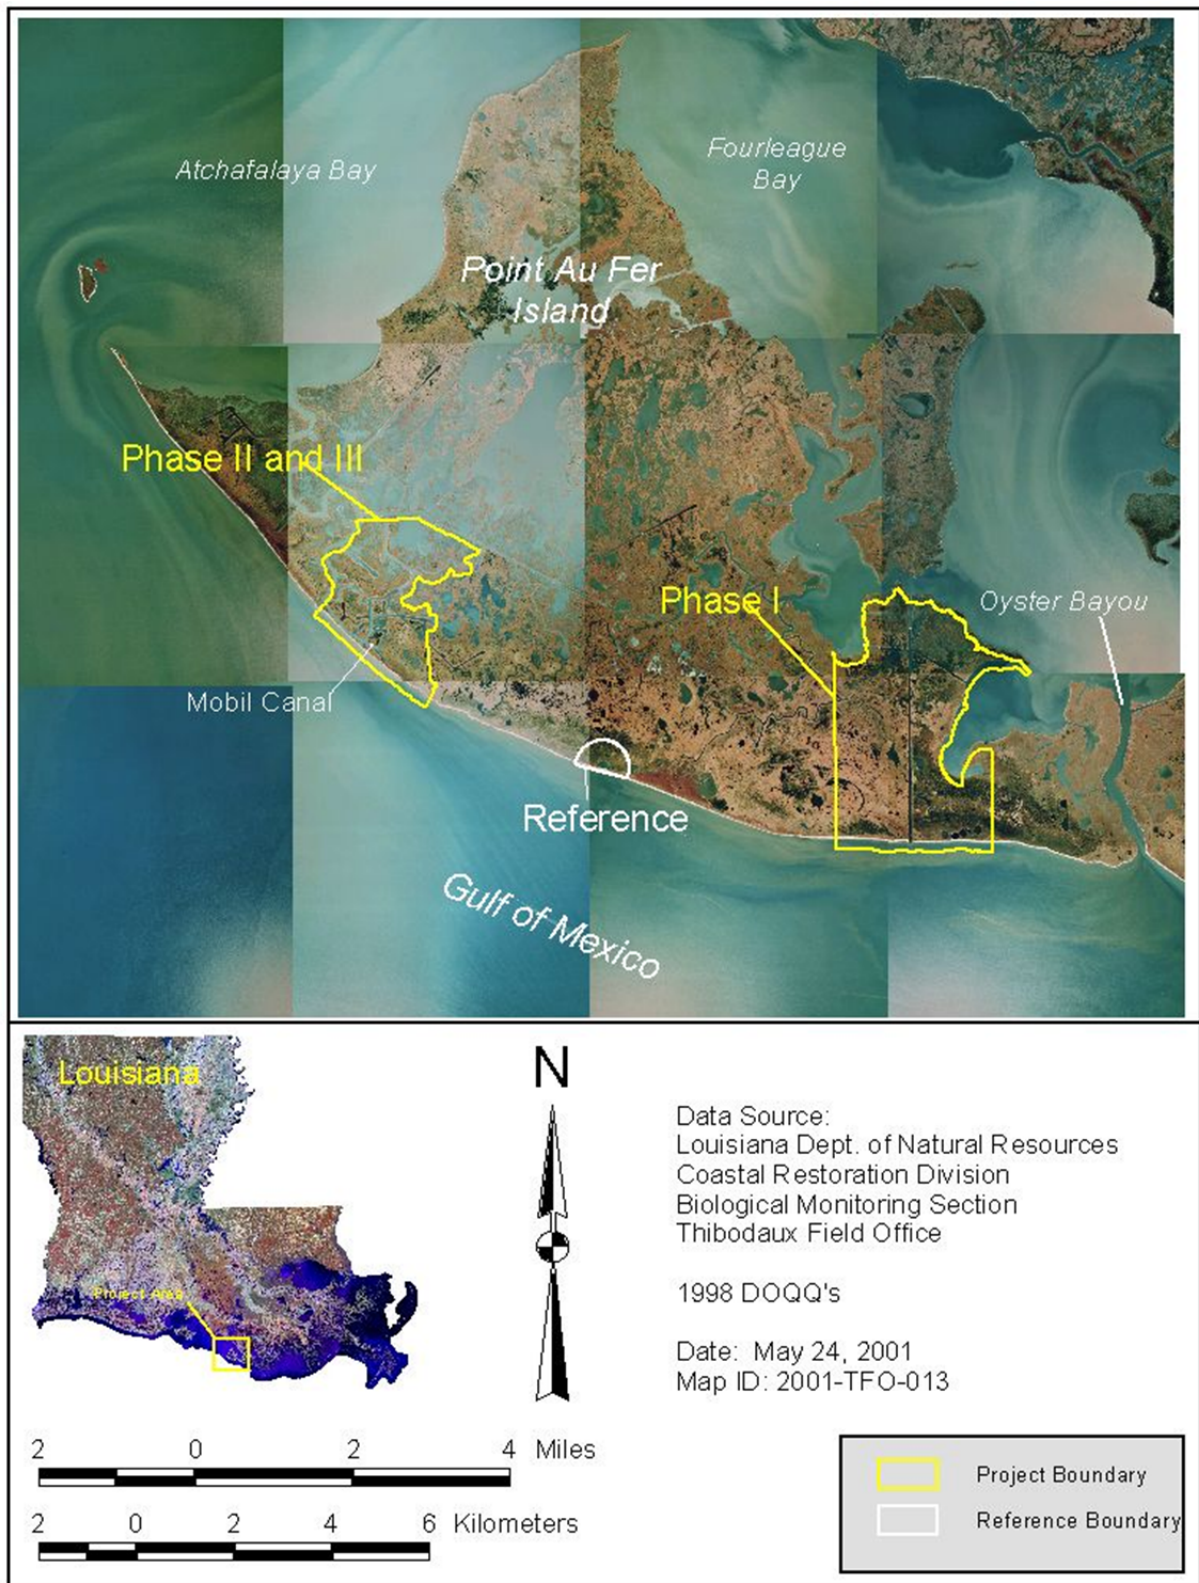 Atchafalaya Bay
Fourleague
Bay
Point Au Fer
Island
Phase II and III
Phase I
Oyster Bayou
Mobil Canal
Reference
Gulf of Mexico
Louisiana
Project Area
N
Data Source:
Louisiana Dept. of Natural Resources
Coastal Restoration Division
Biological Monitoring Section
Thibodaux Field Office
1998 DOQQ's
Date: May 24, 2001
Map ID: 2001-TFO-013
2 0 2 4 Miles
2 0 2 4 6 Kilometers
Project Boundary
Reference Boundary